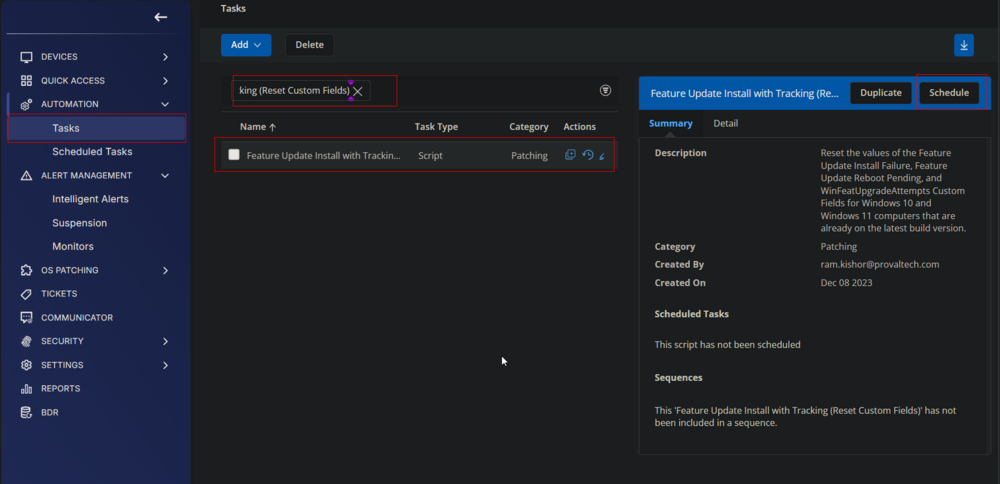 Tasks
Add
Delete
DEVICES
QUICK ACCESS
AUTOMATION
Tasks
Scheduled Tasks
ALERT MANAGEMENT
Intelligent Alerts
Suspension
Monitors
OS PATCHING
TICKETS
COMMUNICATOR
SECURITY
SETTINGS
REPORTS
BDR
king (Reset Custom Fields)
Name Task Type Category Actions
Feature Update Install with Trackin... Script Patching
Feature Update Install with Tracking (Re... Duplicate Schedule
Summary Detail
Description Reset the values of the Feature
Update Install Failure, Feature
Update Reboot Pending, and
WinFeatUpgradeAttempts Custom
Fields for Windows 10 and
Windows 11 computers that are
already on the latest build version.
Category Patching
Created By ram.kishor@provaltech.com
Created On Dec 08 2023
Scheduled Tasks
This script has not been scheduled
Sequences
This 'Feature Update Install with Tracking (Reset Custom Fields)' has not
been included in a sequence.